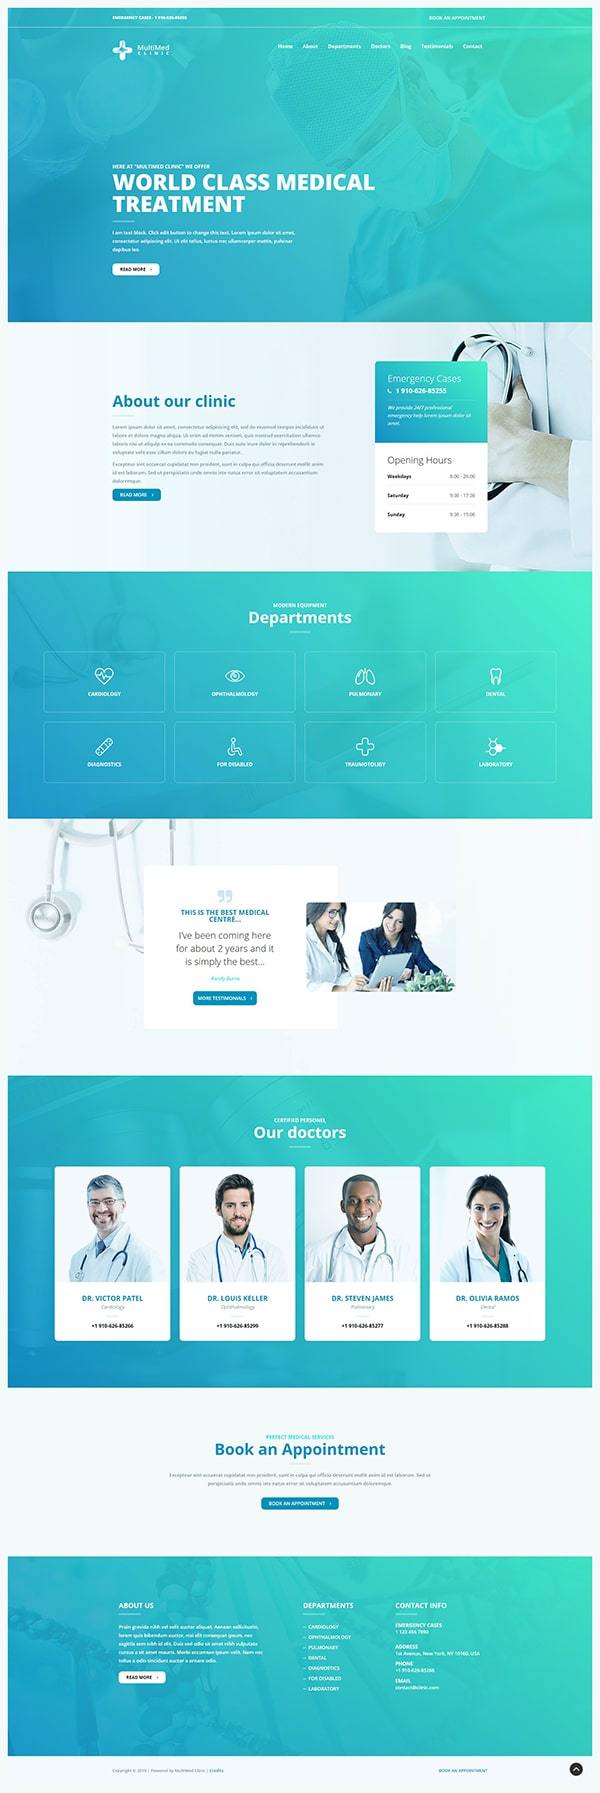 EMERGENCY CASES - 1 910-626-85255
BOOK AN APPOINTMENT
MultiMed
CLINIC
Home About Departments Doctors Blog Testimonials Contact
HERE AT "MULTIMED CLINIC" WE OFFER
WORLD CLASS MEDICAL
TREATMENT
I am text block. Click edit button to change this text. Lorem ipsum dolor sit amet,
consectetur adipiscing elit. Ut elit tellus, luctus nec ullamcorper mattis, pulvinar
dapibus leo.
READ MORE
About our clinic
Lorem ipsum dolor sit amet, consectetur adipiscing elit, sed do eiusmod tempor incididunt ut
labore et dolore magna aliqua. Ut enim ad minim veniam, quis nostrud exercitation ullamco
laboris nisi ut aliquip ex ea commodo consequat. Duis aute irure dolor in reprehenderit in
voluptate velit esse cillum dolore eu fugiat nulla pariatur.
Excepteur sint occaecat cupidatat non proident, sunt in culpa qui officia deserunt mollit anim
id est laborum. Sed ut perspiciatis unde omnis iste natus error sit voluptatem accusantium
doloremque.
READ MORE
Emergency Cases
1 910-626-85255
We provide 24/7 professional
emergency help lorem ipsum dolor sit
amet.
Opening Hours
Weekdays 8:00 - 20:00
Saturday 9:30 - 17:30
Sunday 9:30 - 15:00
MODERN EQUIPMENT
Departments
CARDIOLOGY
OPHTHALMOLOGY
PULMONARY
DENTAL
DIAGNOSTICS
FOR DISABLED
TRAUMOTOLIGY
LABORATORY
THIS IS THE BEST MEDICAL
CENTRE...
I've been coming here
for about 2 years and it
is simply the best...
Randy Burns
MORE TESTIMONIALS
CERTIFIED PERSONEL
Our doctors
DR. VICTOR PATEL
Cardiology
+1 910-626-85266
DR. LOUIS KELLER
Ophthalmology
+1 910-626-85299
DR. STEVEN JAMES
Pulmonary
+1 910-626-85277
DR. OLIVIA RAMOS
Dental
+1 910-626-85288
PERFECT MEDICAL SERVICES
Book an Appointment
Excepteur sint occaecat cupidatat non proident, sunt in culpa qui officia deserunt mollit anim id est laborum. Sed ut
perspiciatis unde omnis iste natus error sit voluptatem accusantium doloremque.
BOOK AN APPOINTMENT
ABOUT US
Proin gravida nibh vel velit auctor aliquet. Aenean sollicitudin,
lorem quis bibendum auctor, nisi elit consequat ipsum, nec
sagittis sem nibh id elit. Duis sed odio sit amet nibh vulputate
cursus a sit amet mauris. Morbi accumsan ipsum velit. Nam nec
tellus a odio tincidunt auctor a ornare odio.
READ MORE
DEPARTMENTS
– CARDIOLOGY
– OPHTHALMOLOGY
– PULMONARY
– DENTAL
– DIAGNOSTICS
– FOR DISABLED
– LABORATORY
CONTACT INFO
EMERGENCY CASES
1 123 456 7890
ADDRESS
1st Avenue, New York, NY 10160, USA
PHONE
+1 910-626-85266
EMAIL
contact@clinic.com
Copyright © 2019 | Powered by MultiMed Clinic | Credits
BOOK AN APPOINTMENT